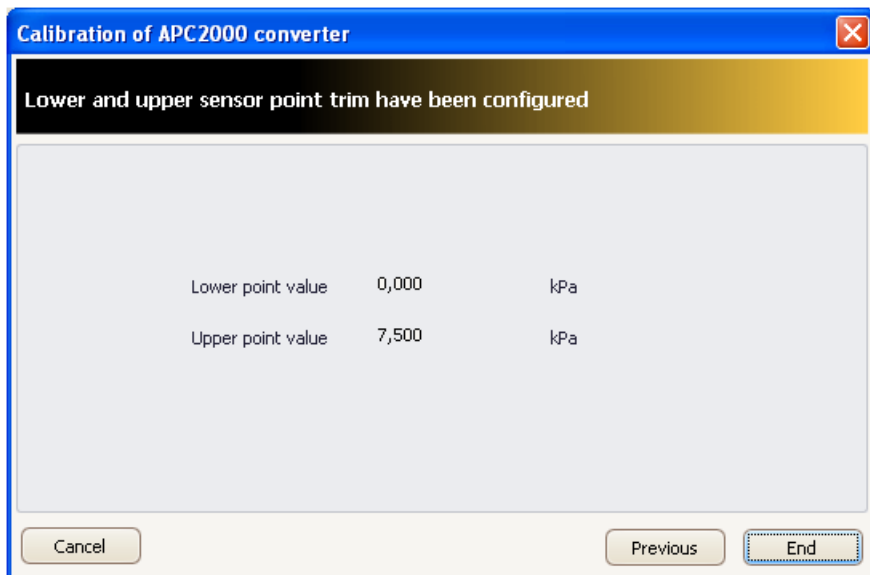 Calibration of APC2000 converter
Lower and upper sensor point trim have been configured
Lower point value 0,000 kPa
Upper point value 7,500 kPa
Cancel Previous End